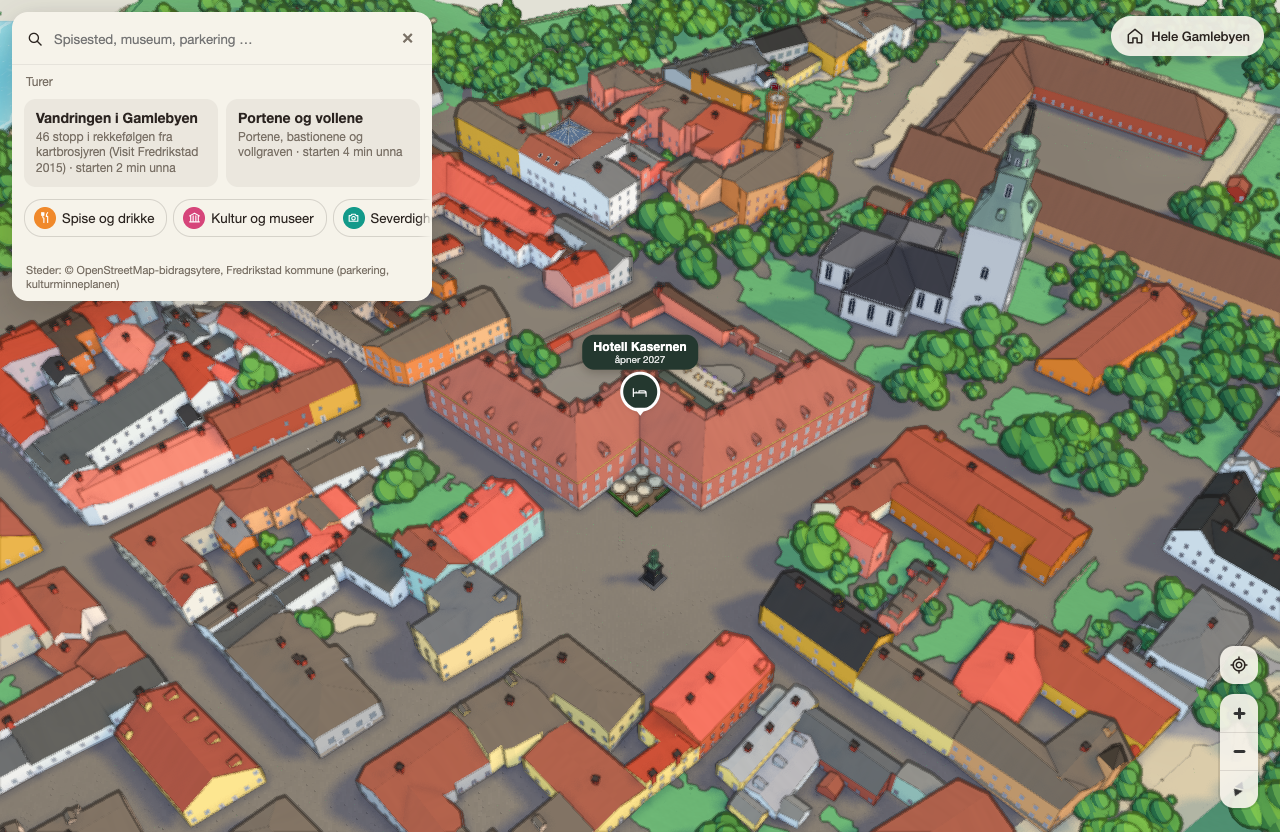 Spisested, museum, parkering …
Hele Gamlebyen
Turer
Vandringen i Gamlebyen
46 stopp i rekkefølgen fra
kartbrosjyren (Visit Fredrikstad
2015) · starten 2 min unna
Portene og vollene
Portene, bastionene og
vollgraven · starten 4 min unna
Spise og drikke
Kultur og museer
Severdigh
Steder: © OpenStreetMap-bidragsytere, Fredrikstad kommune (parkering,
kulturminneplanen)
Hotell Kasernen
åpner 2027